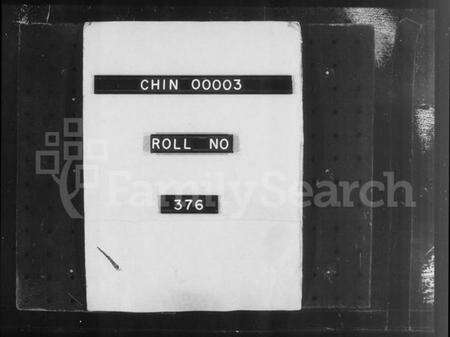 CHIN 00003
ROLL NO
376
FamilySearch